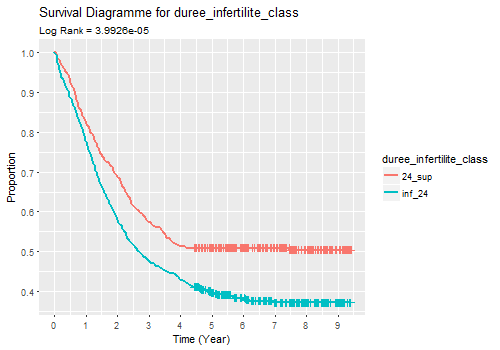 Survival Diagramme for duree_infertilite_class
Log Rank = 3.9926e-05
1.0
0.9
0.8
0.7
0.6
0.5
0.4
Proportion
0 1 2 3 4 5 6 7 8 9
Time (Year)
duree_infertilite_class
24_sup
inf_24